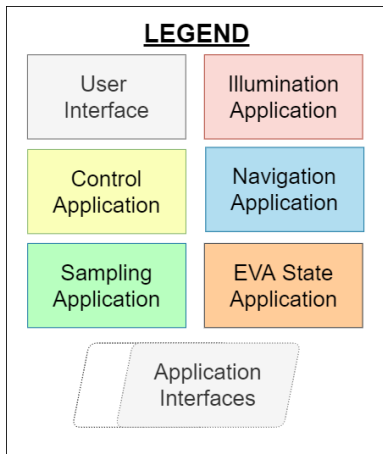 LEGEND
User
Interface
Illumination
Application
Control
Application
Navigation
Application
Sampling
Application
EVA State
Application
Application
Interfaces